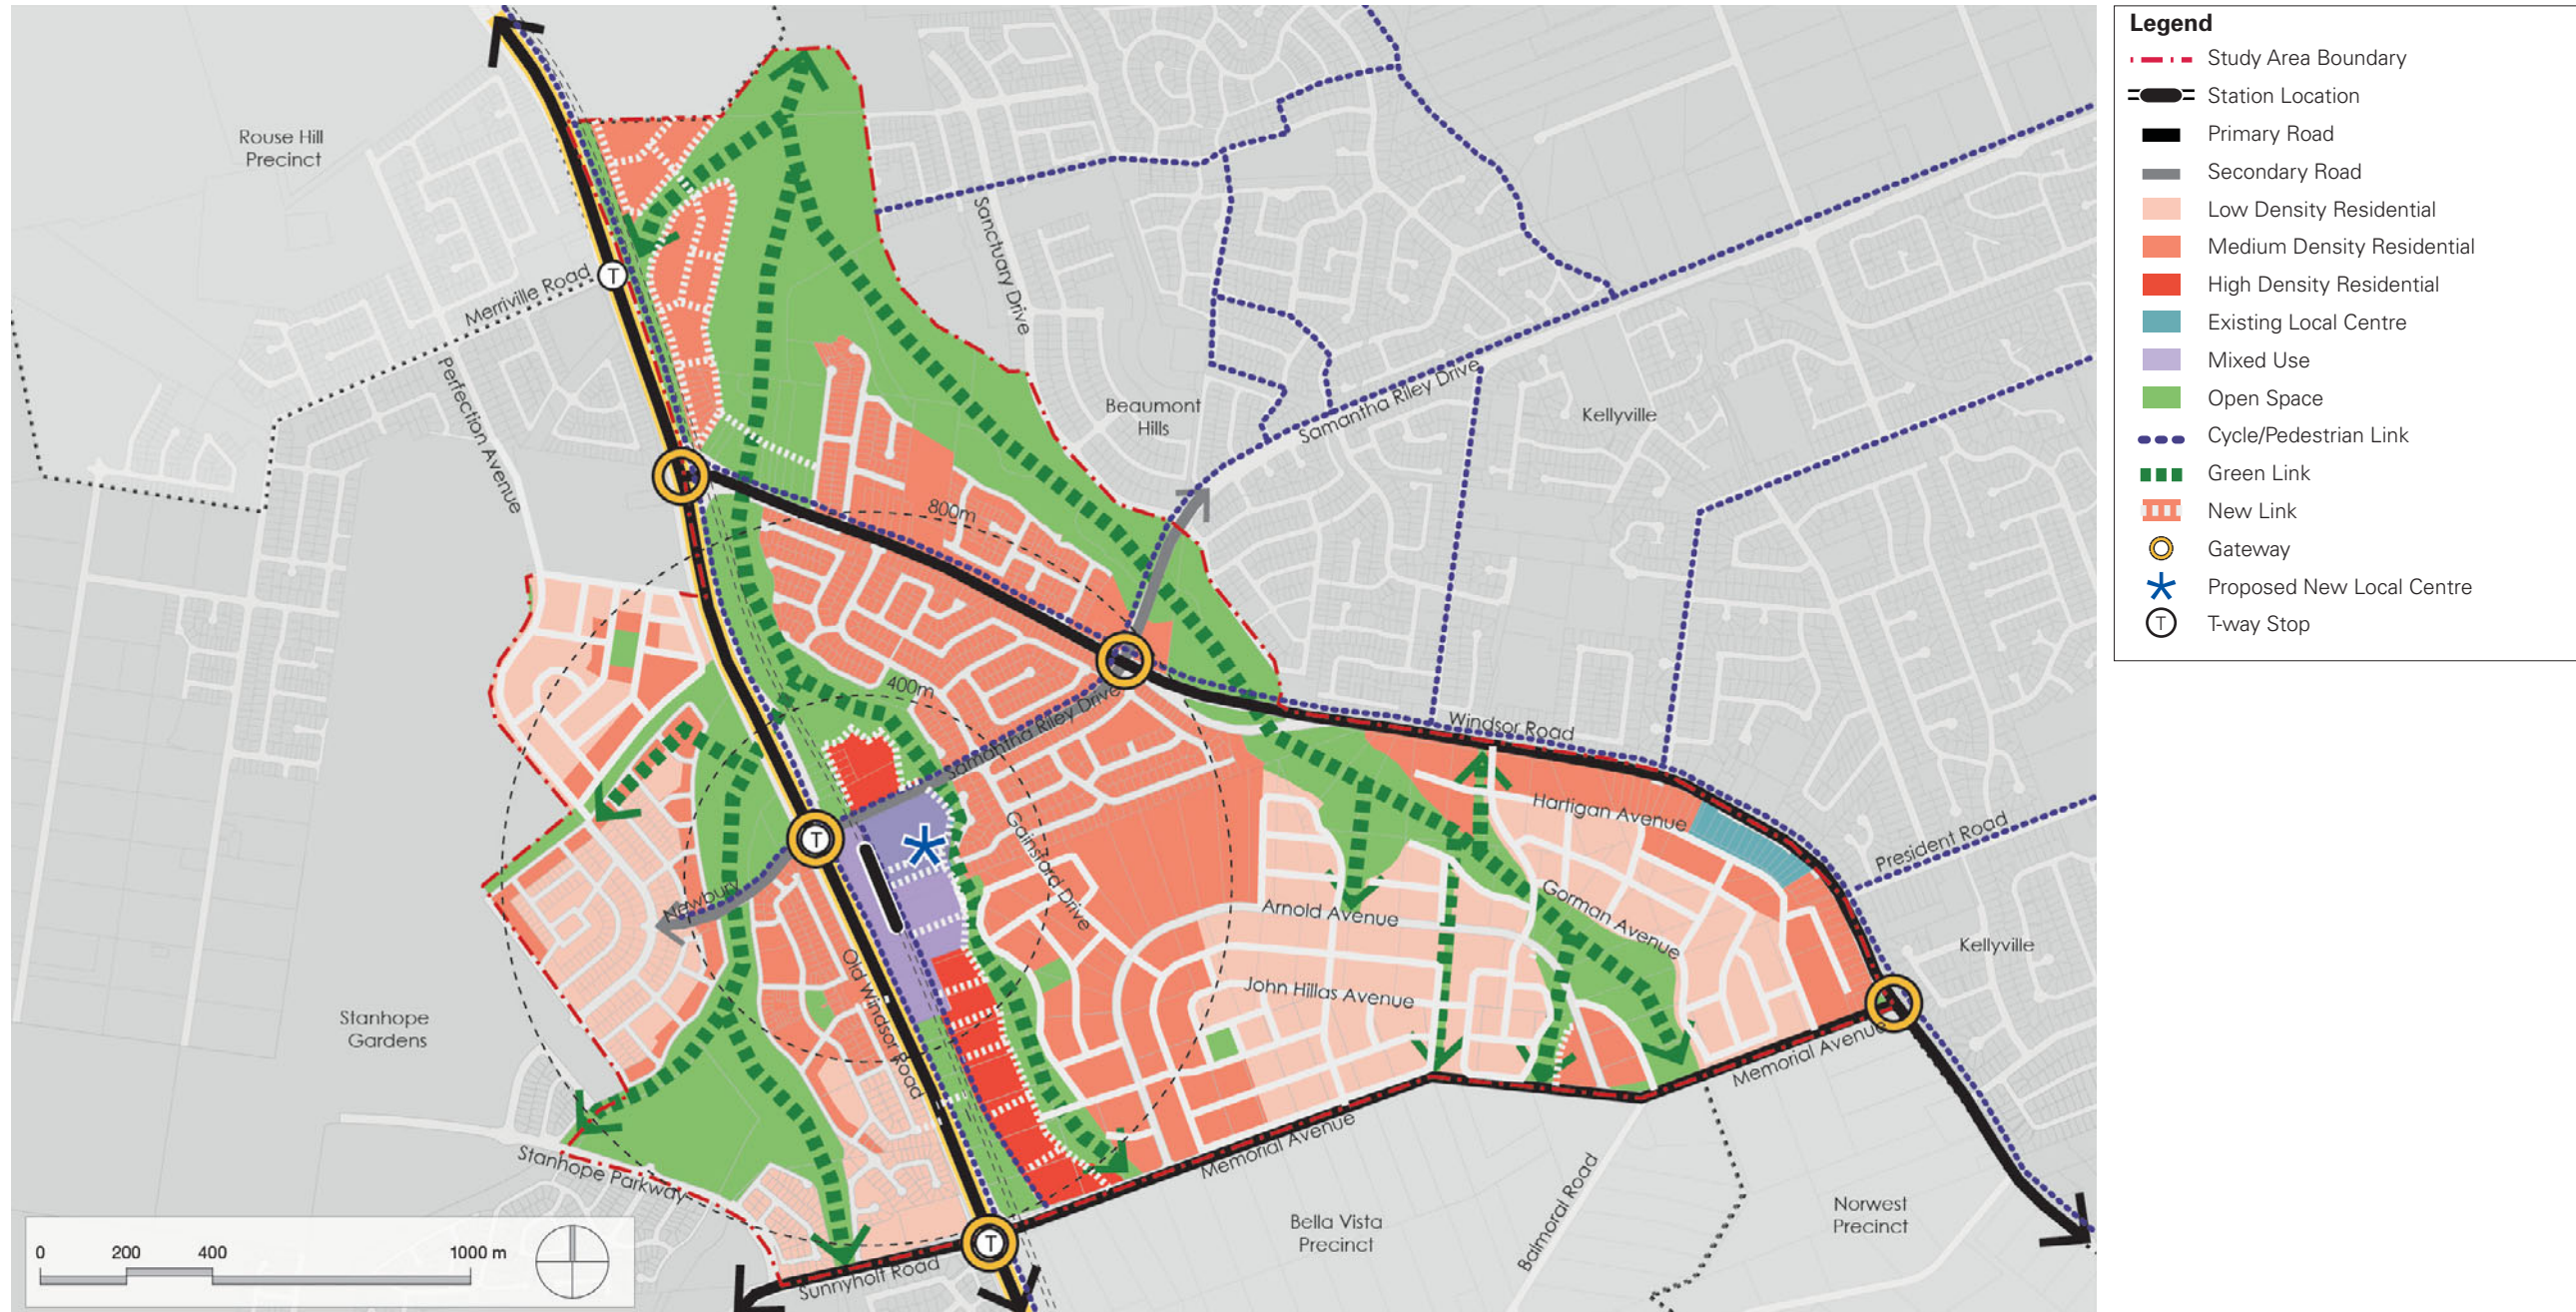 Rouse Hill
Precinct
Merriville Road
Perfection Avenue
Sanctuary Drive
Beaumont
Hills
Samantha Riley Drive
Kellyville
800m
400m
Samantha Riley Drive
Windsor Road
Hartigan Avenue
President Road
Gainsford Drive
Newbury
Arnold Avenue
Gorman Avenue
Kellyville
Old Windsor Road
John Hillas Avenue
Stanhope
Gardens
Memorial Avenue
Memorial Avenue
Stanhope Parkway
Balmoral Road
Bella Vista
Precinct
Norwest
Precinct
Sunnyholt Road
T
T
T
0 200 400 1000 m
Legend
Study Area Boundary
Station Location
Primary Road
Secondary Road
Low Density Residential
Medium Density Residential
High Density Residential
Existing Local Centre
Mixed Use
Open Space
Cycle/Pedestrian Link
Green Link
New Link
Gateway
Proposed New Local Centre
T T-way Stop